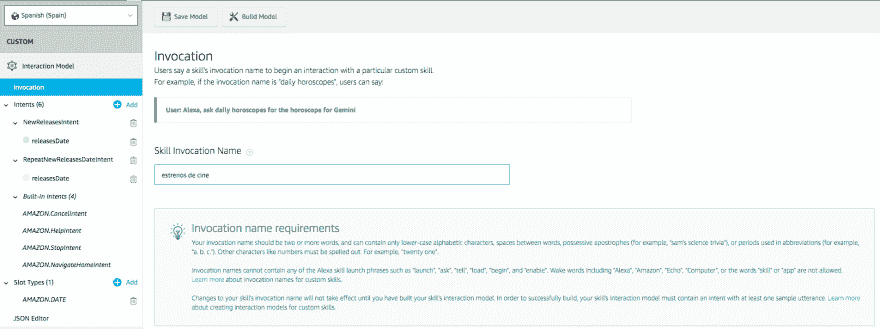 Spanish (Spain)
Save Model
Build Model
CUSTOM
Interaction Model
Invocation
Intents (6)
Add
NewReleasesIntent
releasesDate
RepeatNewReleasesDateIntent
releasesDate
Built-In Intents (4)
AMAZON.CancelIntent
AMAZON.HelpIntent
AMAZON.StopIntent
AMAZON.NavigateHomeIntent
Slot Types (1)
Add
AMAZON.DATE
JSON Editor
Invocation
Users say a skill's invocation name to begin an interaction with a particular custom skill.
For example, if the invocation name is "daily horoscopes", users can say:
User: Alexa, ask daily horoscopes for the horoscope for Gemini
Skill Invocation Name
estrenos de cine
Invocation name requirements
Your invocation name should be two or more words, and can contain only lower-case alphabetic characters, spaces between words, possessive apostrophes (for example, "sam's science trivia"), or periods used in abbreviations (for example,
"a. b. c."). Other characters like numbers must be spelled out. For example, "twenty one".
Invocation names cannot contain any of the Alexa skill launch phrases such as "launch", "ask", "tell", "load", "begin", and "enable". Wake words including "Alexa", "Amazon", "Echo", "Computer", or the words "skill" or "app" are not allowed.
Learn more about invocation names for custom skills.
Changes to your skill's invocation name will not take effect until you have built your skill's interaction model. In order to successfully build, your skill's interaction model must contain an intent with at least one sample utterance. Learn more
about creating interaction models for custom skills.